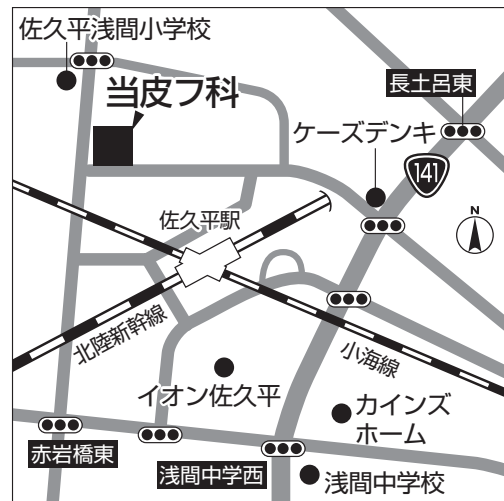 佐久平浅間小学校
当皮フ科
長土呂東
ケーズデンキ
141
佐久平駅
N
北陸新幹線
小海線
イオン佐久平
カインズ
ホーム
赤岩橋東
浅間中学西
浅間中学校